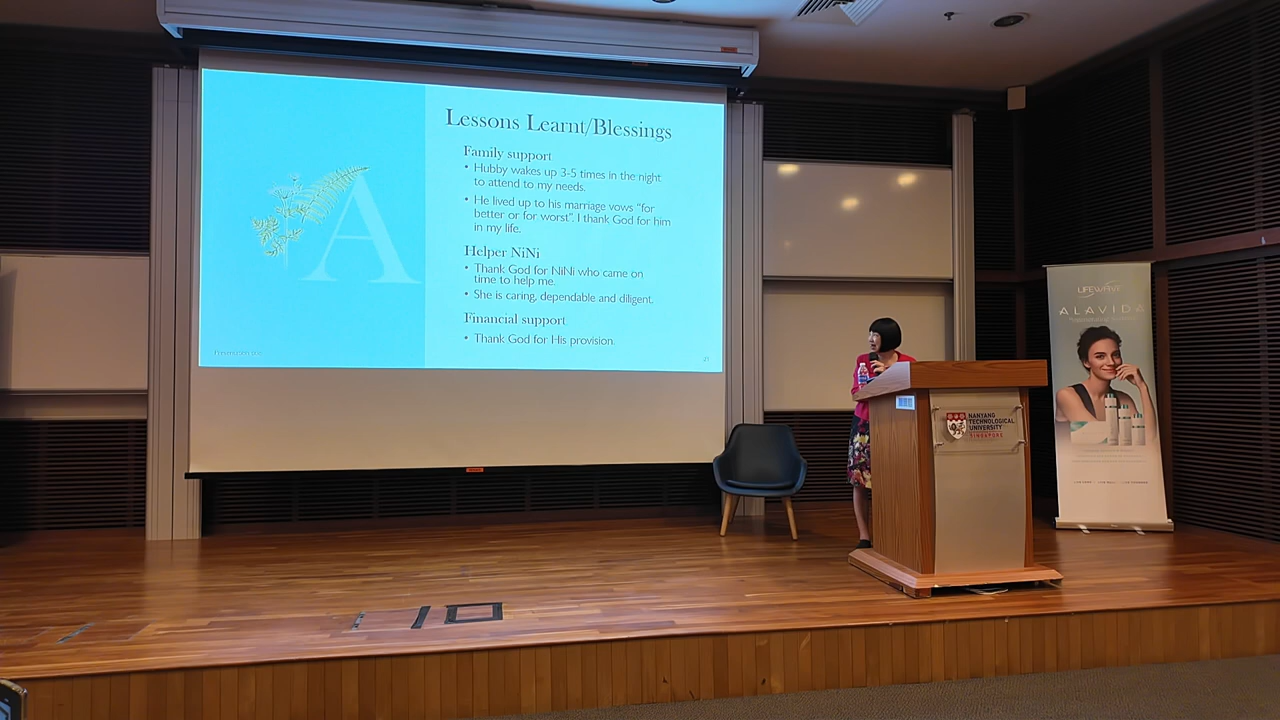 Lessons Learnt/Blessings
Family support
• Hubby wakes up 3-5 times in the night
to attend to my needs.
• He lived up to his marriage vows "for
better or for worst". I thank God for him
in my life.
Helper NiNi
• Thank God for NiNi who came on
time to help me.
• She is caring, dependable and diligent.
Financial support
• Thank God for His provision.
A
Presentation title
21
NANYANG
TECHNOLOGICAL
UNIVERSITY
SINGAPORE
LIFEWAVE
ALAVIDA